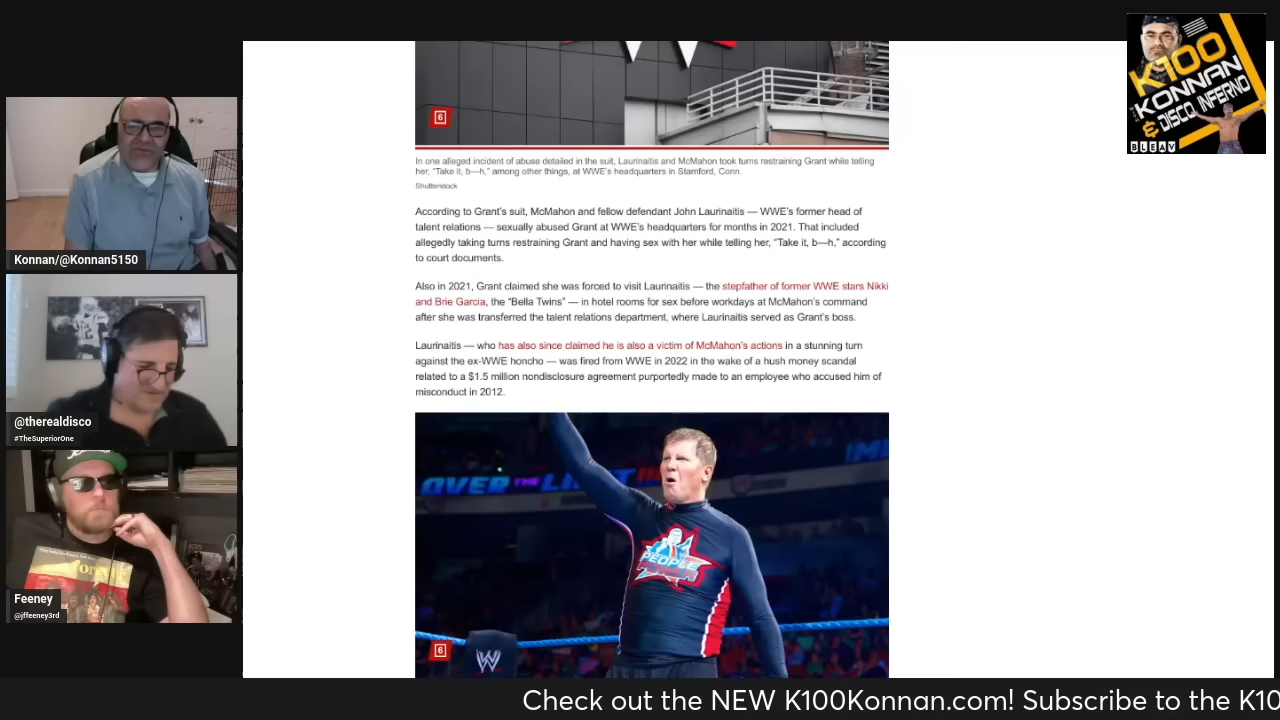 K100
KONNAN
& DISCO INFERNO
BLEAV
6
In one alleged incident of abuse detailed in the suit, Laurinaitis and McMahon took turns restraining Grant while telling
her, “Take it, b—h,” among other things, at WWE’s headquarters in Stamford, Conn.
Shutterstock
According to Grant’s suit, McMahon and fellow defendant John Laurinaitis — WWE’s former head of
talent relations — sexually abused Grant at WWE’s headquarters for months in 2021. That included
allegedly taking turns restraining Grant and having sex with her while telling her, “Take it, b—h,” according
to court documents.
Also in 2021, Grant claimed she was forced to visit Laurinaitis — the stepfather of former WWE stars Nikki
and Brie Garcia, the “Bella Twins” — in hotel rooms for sex before workdays at McMahon’s command
after she was transferred the talent relations department, where Laurinaitis served as Grant’s boss.
Laurinaitis — who has also since claimed he is also a victim of McMahon’s actions in a stunning turn
against the ex-WWE honcho — was fired from WWE in 2022 in the wake of a hush money scandal
related to a $1.5 million nondisclosure agreement purportedly made to an employee who accused him of
misconduct in 2012.
OVER THE LIMIT
PEOPLE
POWER
6
W
Konnan/@Konnan5150
@therealdisco
#TheSuperiorOne
Feeney
@jffeeney3rd
Check out the NEW K100Konnan.com! Subscribe to the K10